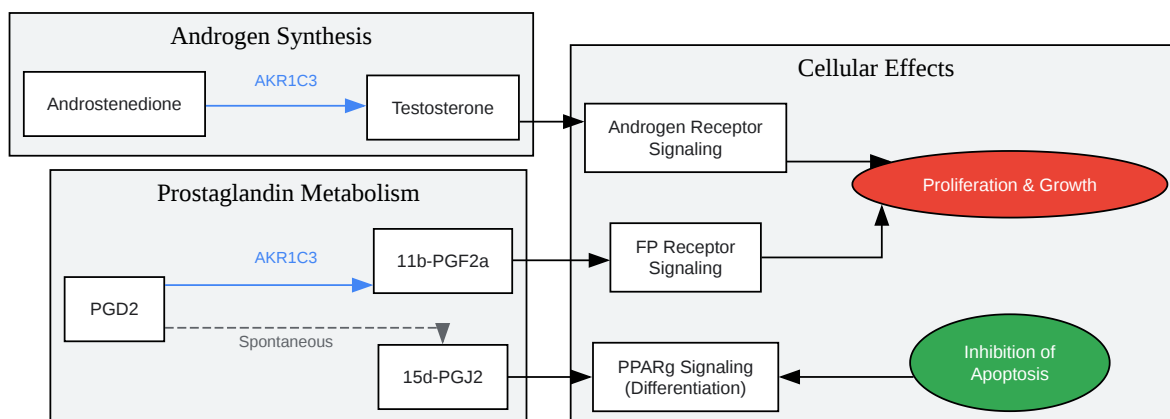 Androgen Synthesis
AKR1C3
Androstenedione
Testosterone
Prostaglandin Metabolism
AKR1C3
11b-PGF2a
PGD2
Spontaneous
15d-PGJ2
Cellular Effects
Androgen Receptor
Signaling
Proliferation & Growth
FP Receptor
Signaling
PPARg Signaling
(Differentiation)
Inhibition of
Apoptosis